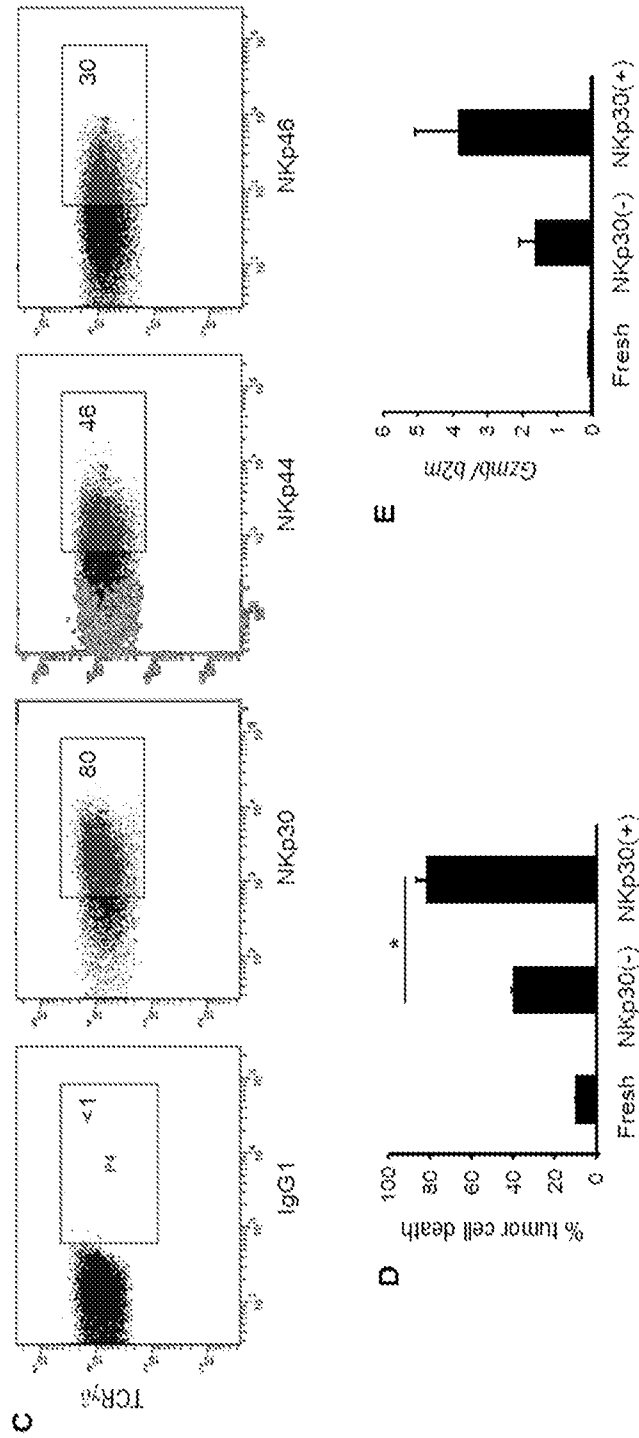 C
TCRγδ
<1
P4
IgG1
80
NKp30
48
NKp44
30
NKp46
D
% tumor cell death
100
80
60
40
20
0
*
Fresh
NKp30(-)
NKp30(+)
E
Gzmb/ b2m
6
5
4
3
2
1
0
Fresh
NKp30(-)
NKp30(+)